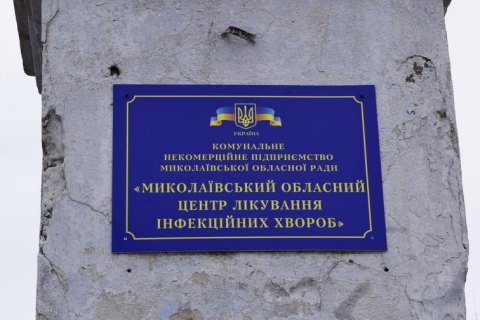 УКРАЇНА
КОМУНАЛЬНЕ
НЕКОМЕРЦІЙНЕ ПІДПРИЄМСТВО
МИКОЛАЇВСЬКОЇ ОБЛАСНОЇ РАДИ
«МИКОЛАЇВСЬКИЙ ОБЛАСНИЙ
ЦЕНТР ЛІКУВАННЯ
ІНФЕКЦІЙНИХ ХВОРОБ»